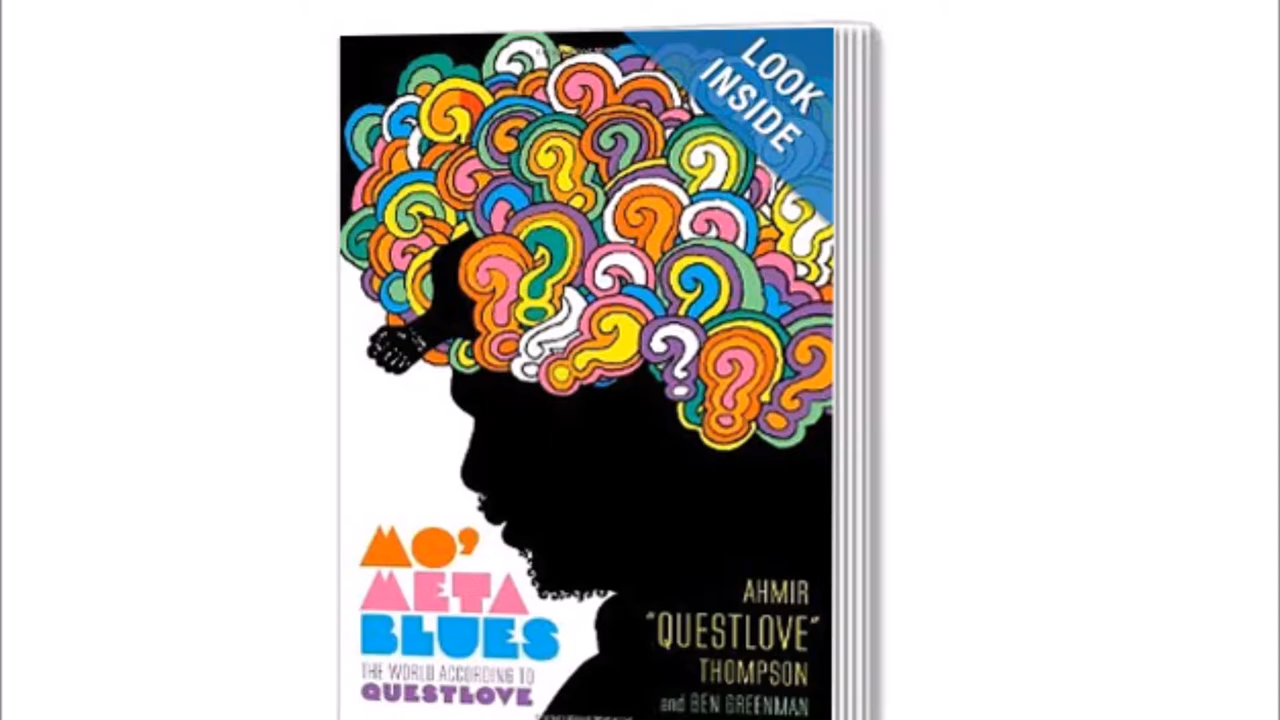 LOOK
INSIDE
MO'
META
BLUES
THE WORLD ACCORDING TO
QUESTLOVE
AHMIR
"QUESTLOVE"
THOMPSON
and BEN GREENMAN